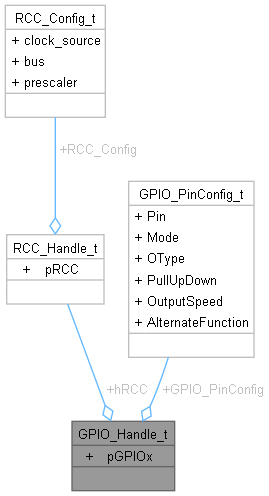 RCC_Config_t
+ clock_source
+ bus
+ prescaler
+RCC_Config
GPIO_PinConfig_t
+ Pin
+ Mode
+ OType
+ PullUpDown
+ OutputSpeed
+ AlternateFunction
RCC_Handle_t
+ pRCC
+hRCC
+GPIO_PinConfig
GPIO_Handle_t
+ pGPIOx